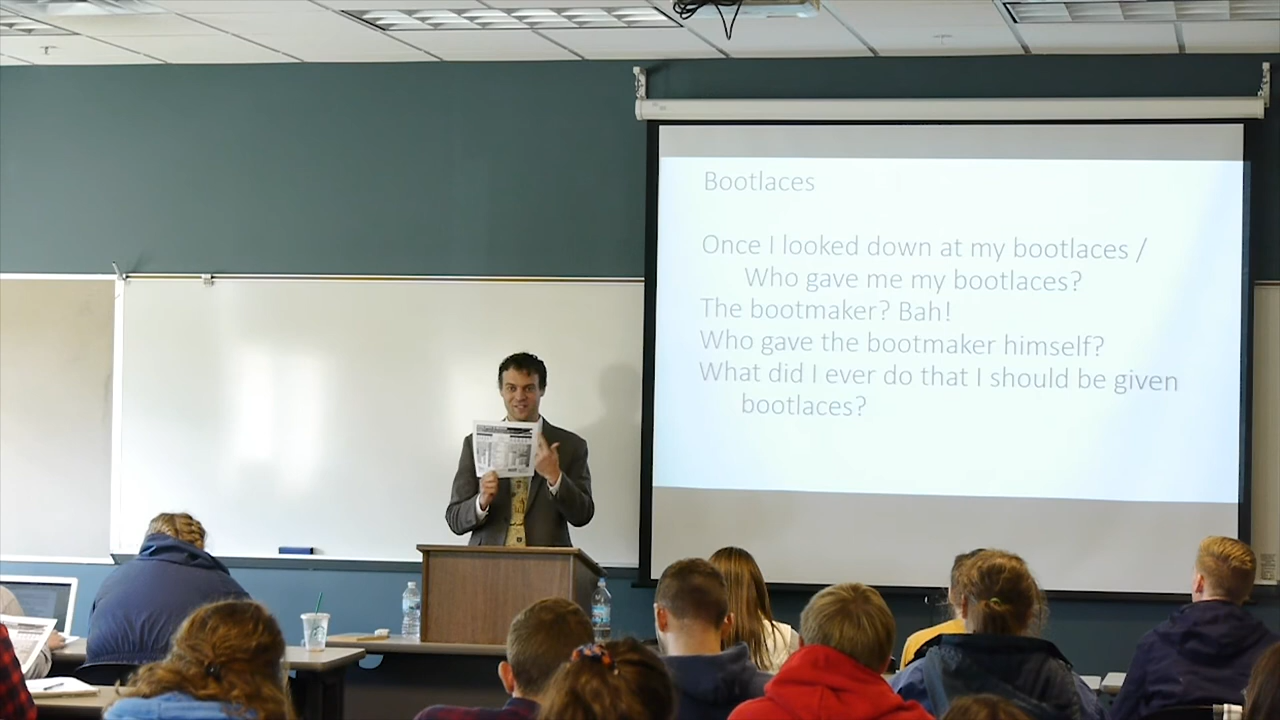 Bootlaces
Once I looked down at my bootlaces /
Who gave me my bootlaces?
The bootmaker? Bah!
Who gave the bootmaker himself?
What did I ever do that I should be given
bootlaces?